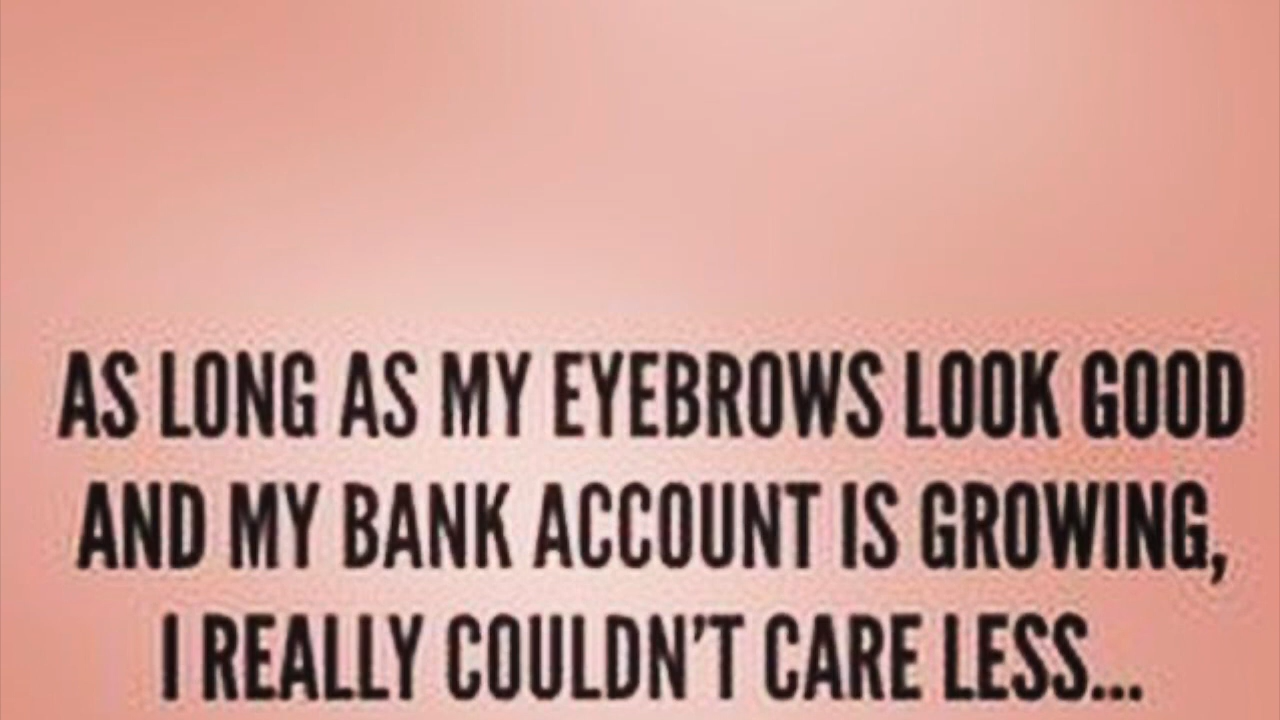 AS LONG AS MY EYEBROWS LOOK GOOD
AND MY BANK ACCOUNT IS GROWING,
I REALLY COULDN'T CARE LESS...